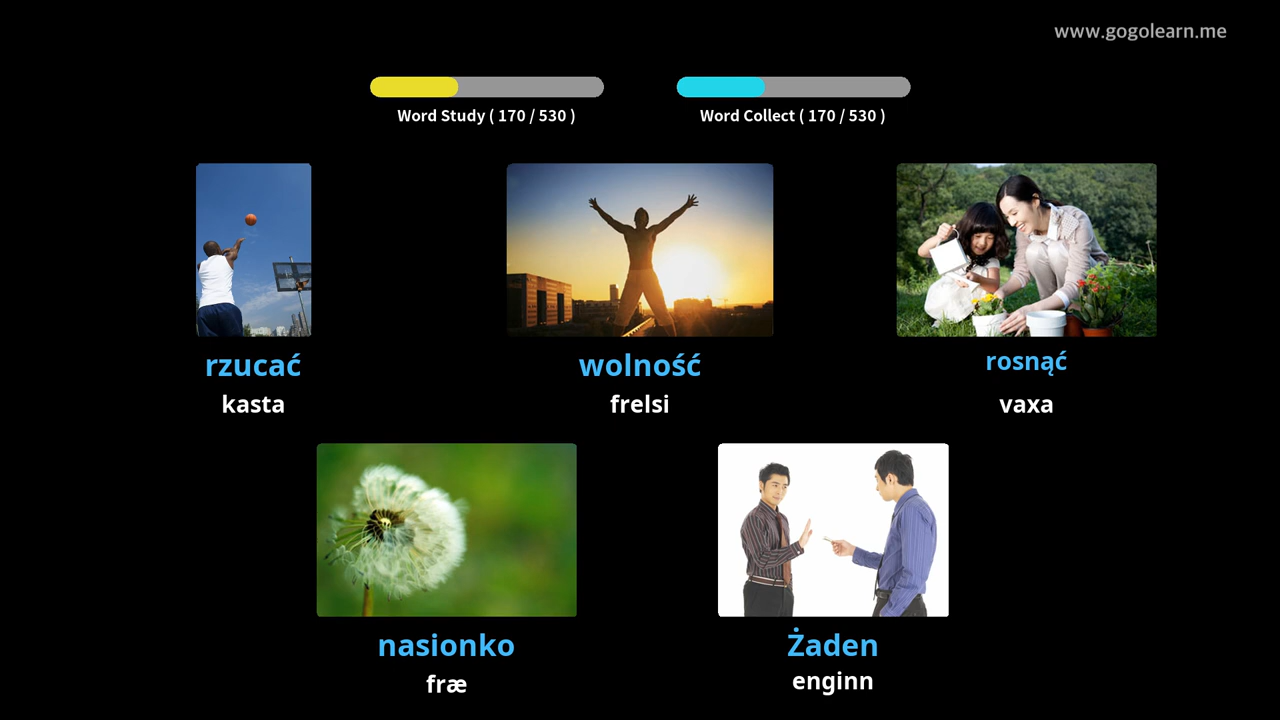 www.gogolearn.me
Word Study ( 170 / 530 )
Word Collect ( 170 / 530 )
rzucać
kasta
wolność
frelsi
rosnąć
vaxa
nasionko
fræ
Żaden
enginn